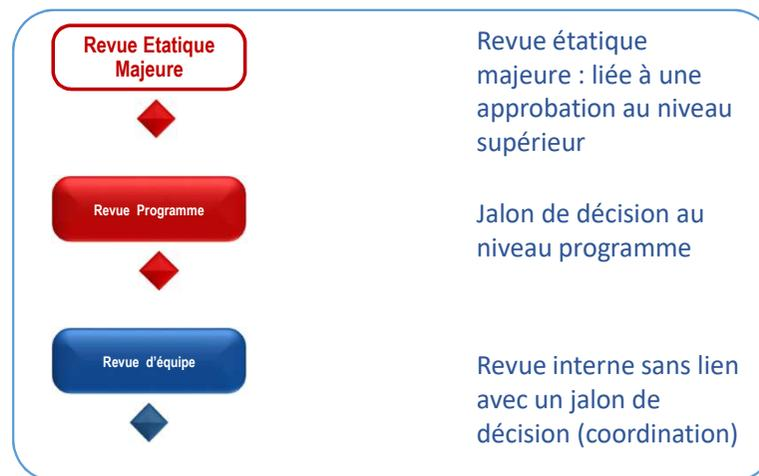 Revue Etatique
Majeure
Revue étatique
majeure : liée à une
approbation au niveau
supérieur
Revue Programme
Jalon de décision au
niveau programme
Revue d'équipe
Revue interne sans lien
avec un jalon de
décision (coordination)